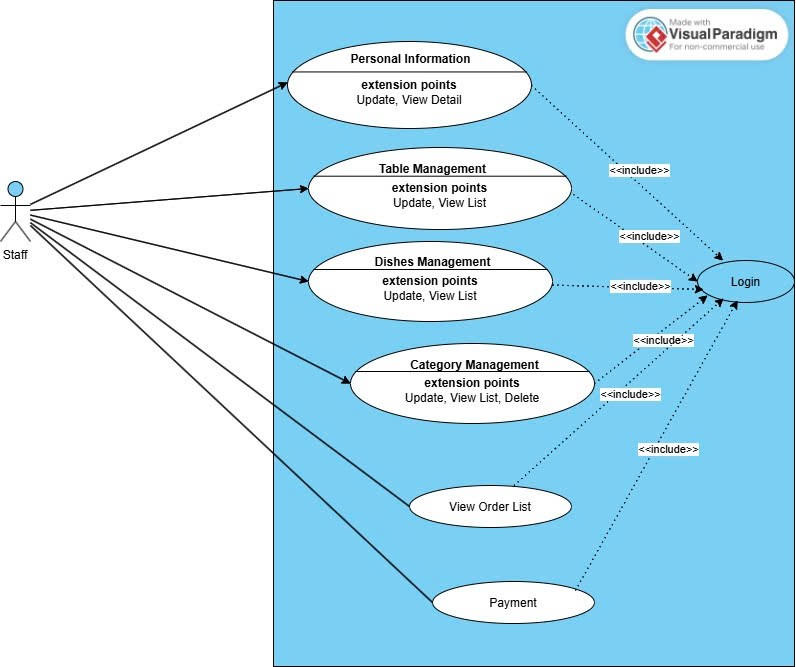 Made with
VisualParadigm
For non-commercial use
Personal Information
extension points
Update, View Detail
<<include>>
Table Management
extension points
Update, View List
<<include>>
Staff
Dishes Management
extension points
Update, View List
<<include>>
Login
<<include>>
Category Management
extension points
Update, View List, Delete
<<include>>
<<include>>
View Order List
Payment